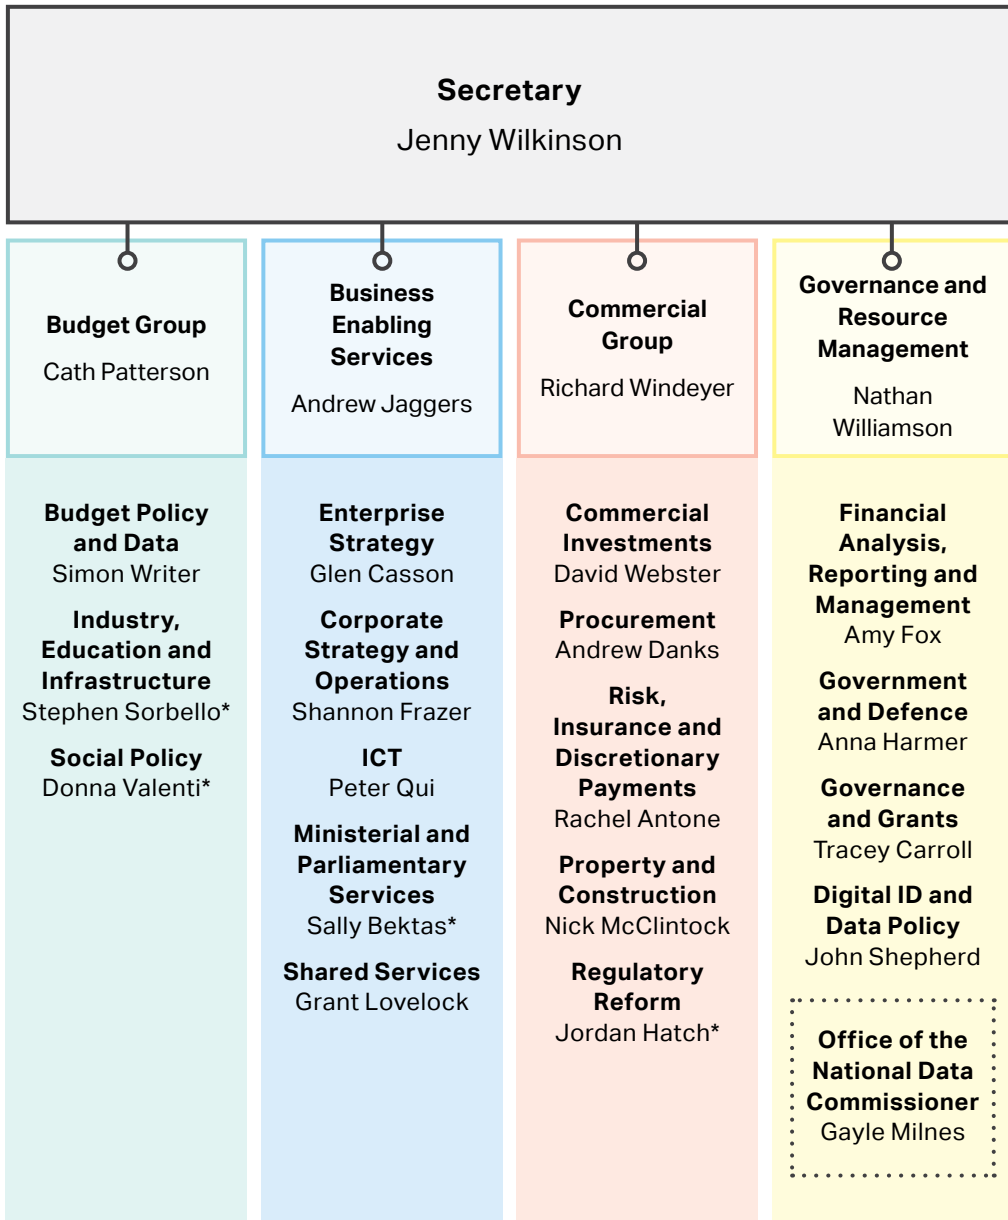 Secretary
Jenny Wilkinson
Budget Group
Cath Patterson
Budget Policy
and Data
Simon Writer
Industry,
Education and
Infrastructure
Stephen Sorbello*
Social Policy
Donna Valenti*
Business
Enabling
Services
Andrew Jaggers
Enterprise
Strategy
Glen Casson
Corporate
Strategy and
Operations
Shannon Frazer
ICT
Peter Qui
Ministerial and
Parliamentary
Services
Sally Bektas*
Shared Services
Grant Lovelock
Commercial
Group
Richard Windeyer
Commercial
Investments
David Webster
Procurement
Andrew Danks
Risk,
Insurance and
Discretionary
Payments
Rachel Antone
Property and
Construction
Nick McClintock
Regulatory
Reform
Jordan Hatch*
Governance and
Resource
Management
Nathan
Williamson
Financial
Analysis,
Reporting and
Management
Amy Fox
Government
and Defence
Anna Harmer
Governance
and Grants
Tracey Carroll
Digital ID and
Data Policy
John Shepherd
Office of the
National Data
Commissioner
Gayle Milnes